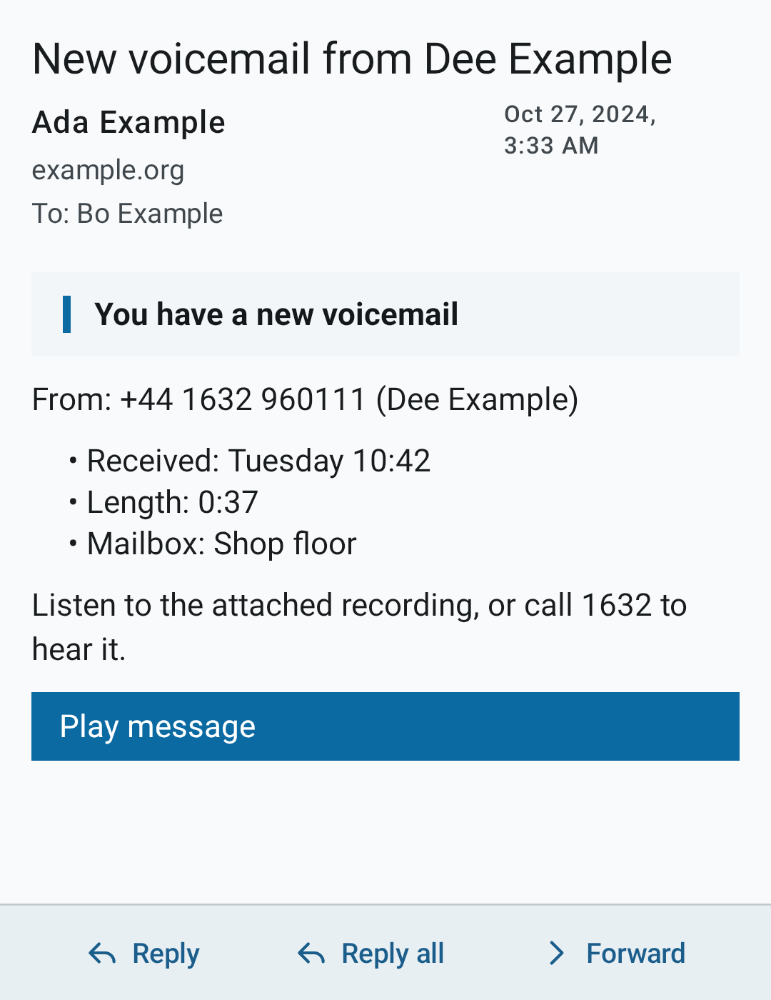 New voicemail from Dee Example
Ada Example
Oct 27, 2024,
3:33 AM
example.org
To: Bo Example
You have a new voicemail
From: +44 1632 960111 (Dee Example)
• Received: Tuesday 10:42
• Length: 0:37
• Mailbox: Shop floor
Listen to the attached recording, or call 1632 to
hear it.
Play message
Reply
Reply all
Forward